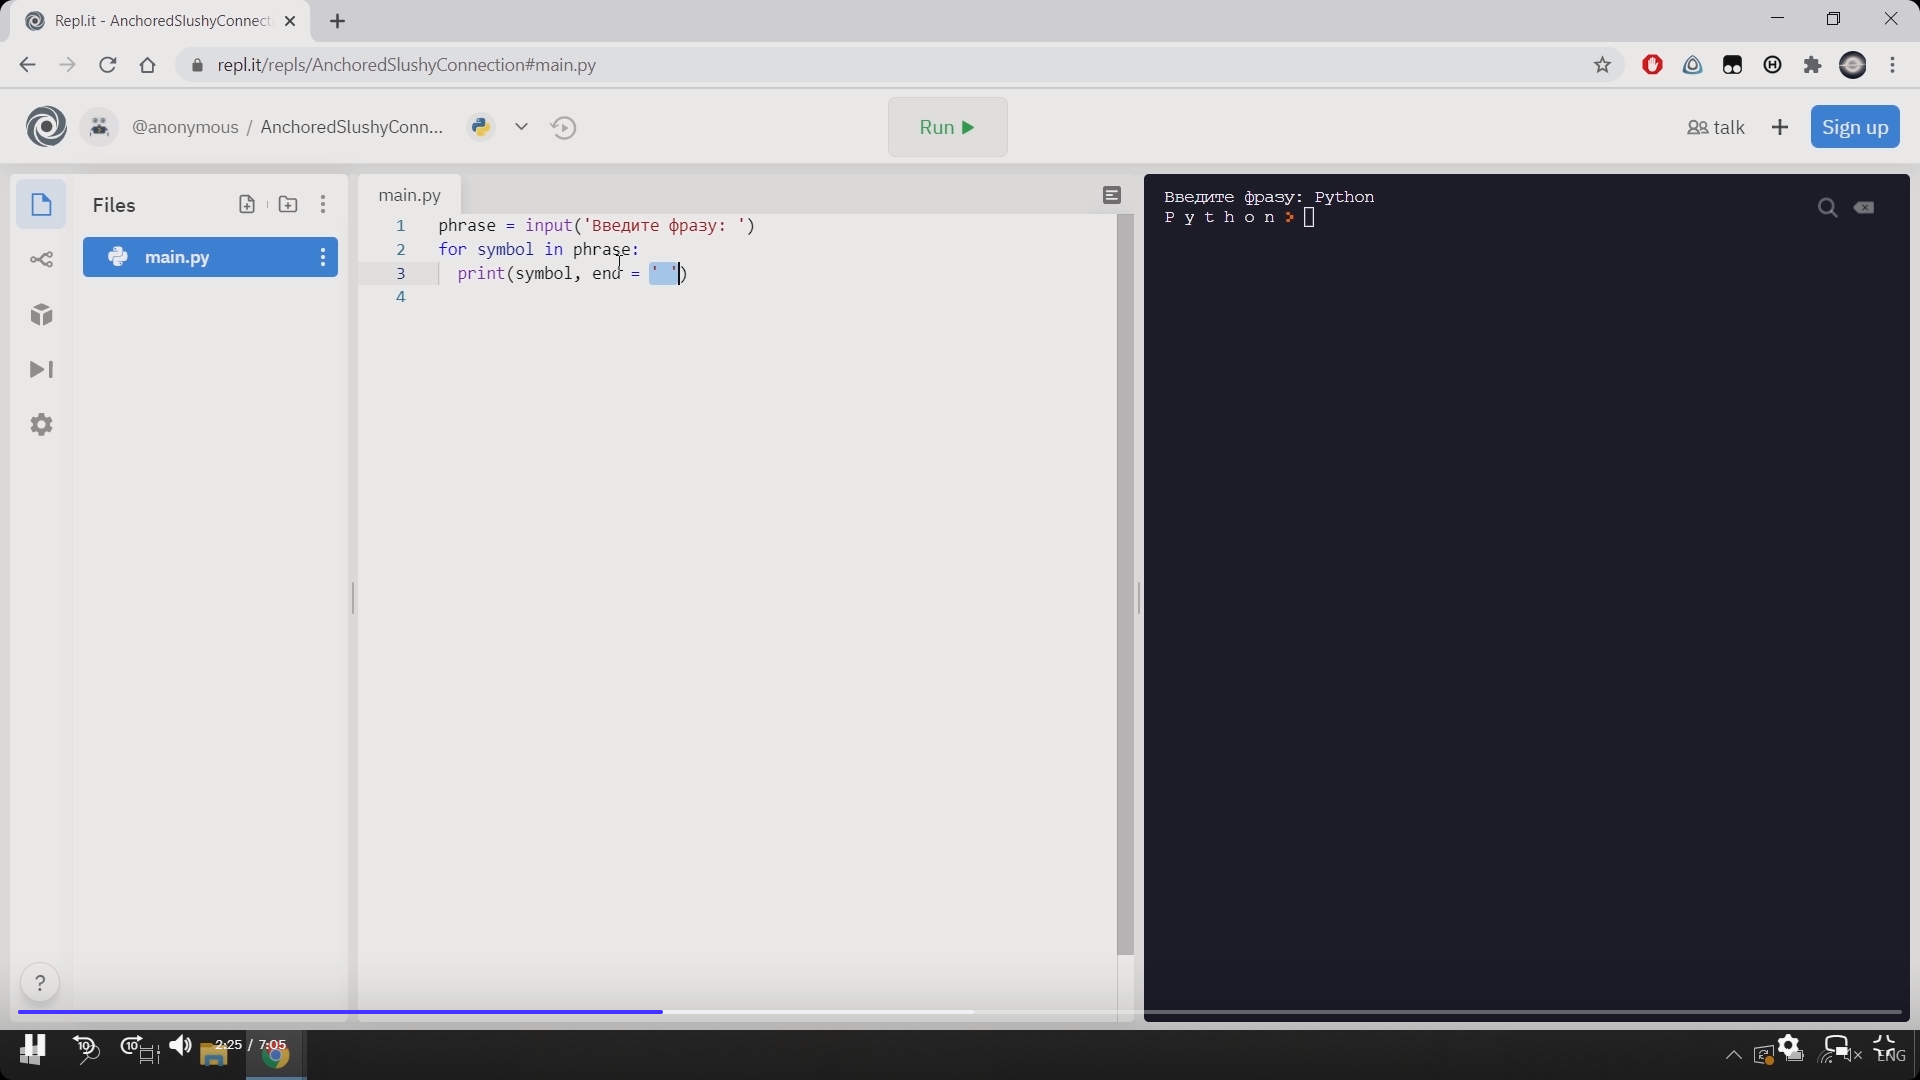 Repl.it - AnchoredSlushyConnect
repl.it/repls/AnchoredSlushyConnection#main.py
@anonymous / AnchoredSlushyConn...
Run
talk
Sign up
Files
main.py
main.py
1 phrase = input('Введите фразу: ')
2 for symbol in phrase:
3 print(symbol, end = ' ')
4
Введите фразу: Python
P y t h o n >
?
10
10
2:25 / 7:05
ENG